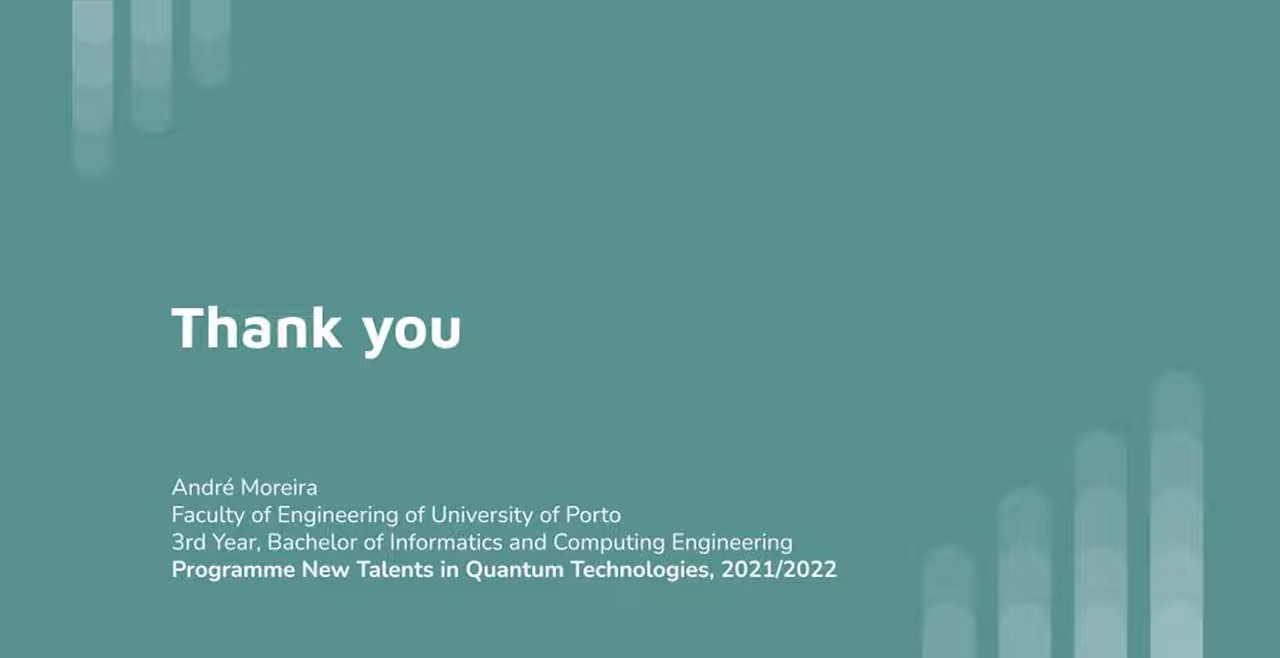 Thank you
André Moreira
Faculty of Engineering of University of Porto
3rd Year, Bachelor of Informatics and Computing Engineering
Programme New Talents in Quantum Technologies, 2021/2022